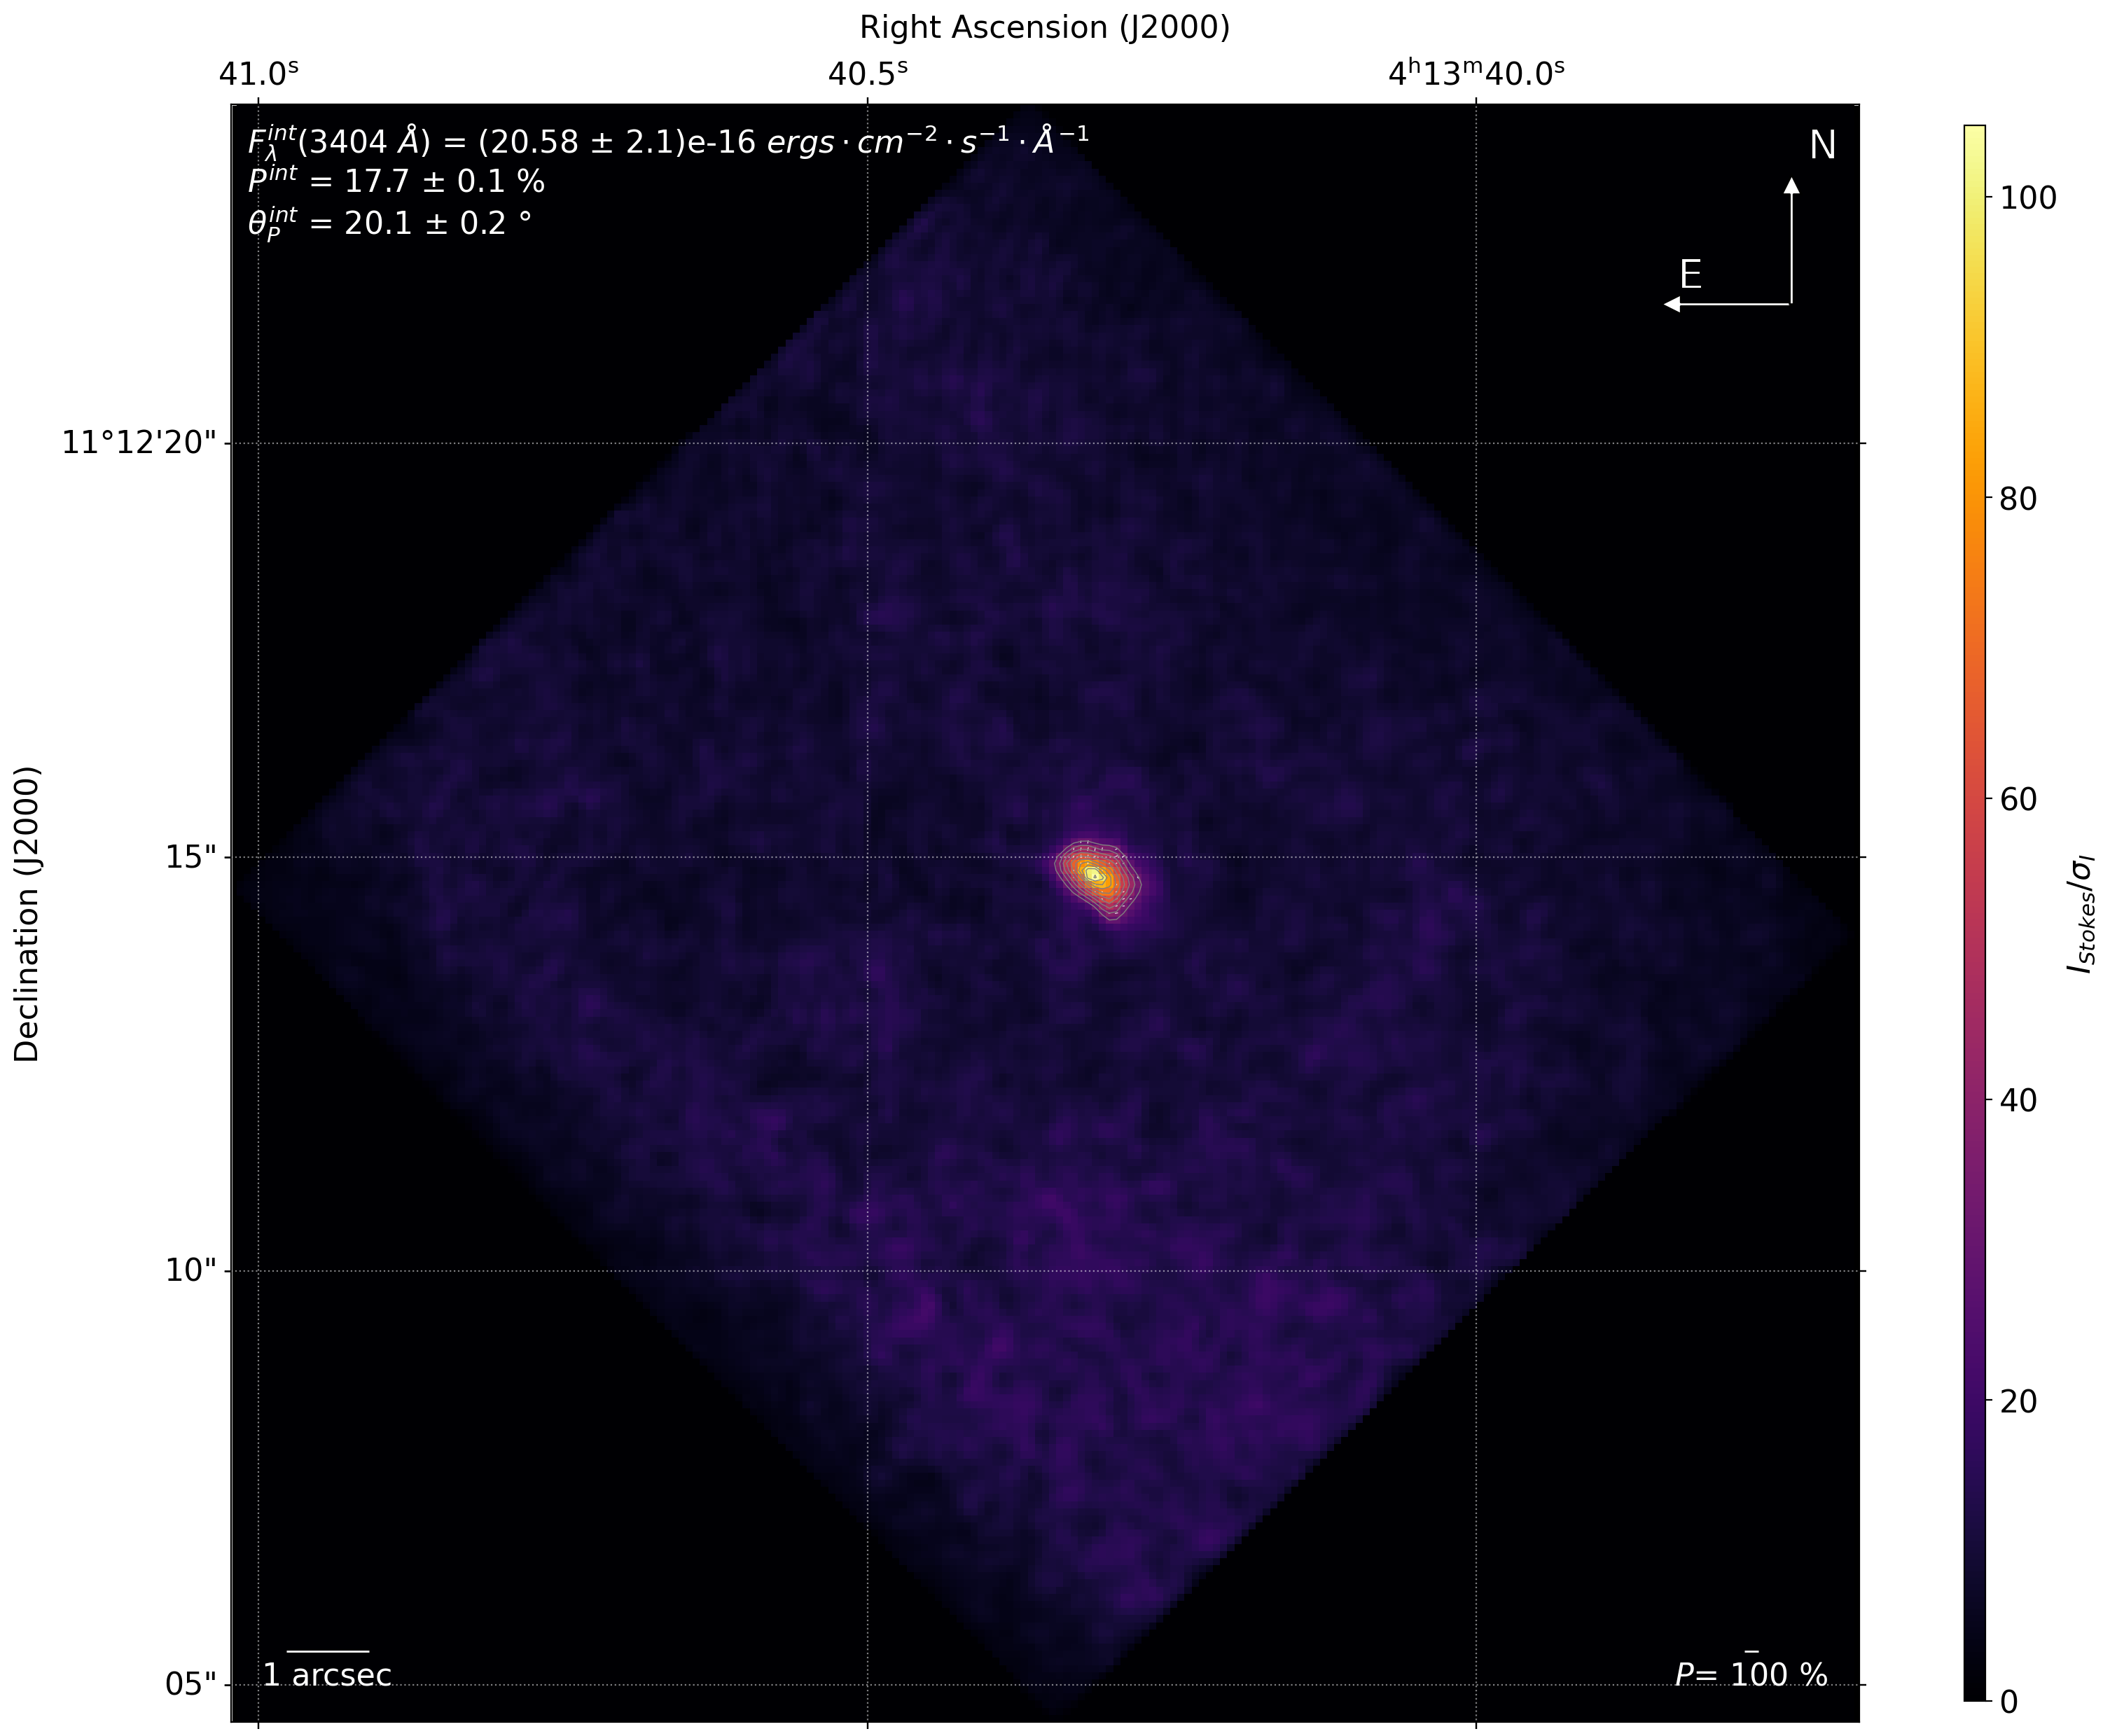 Right Ascension (J2000)
41.0ˢ 40.5ˢ 4ʰ13ᵐ40.0ˢ
F_λ^int(3404 Å) = (20.58 ± 2.1)e-16 ergs · cm⁻² · s⁻¹ · Å⁻¹
P^int = 17.7 ± 0.1 %
θ_P^int = 20.1 ± 0.2 °
N
E
11°12'20"
15"
10"
05"
Declination (J2000)
1 arcsec
P= 100 %
100
80
60
40
20
0
I_Stokes/σ_I